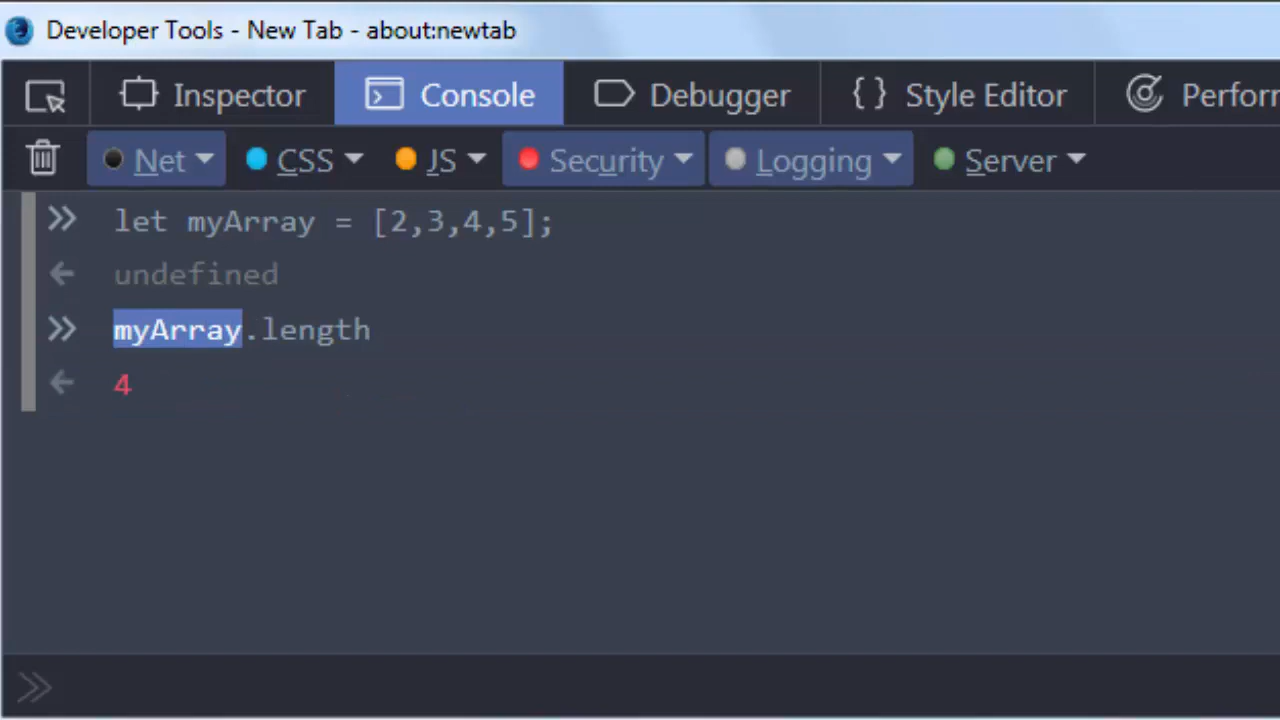 Developer Tools - New Tab - about:newtab
Inspector Console Debugger { } Style Editor Perform
Net CSS JS Security Logging Server
» let myArray = [2,3,4,5];
← undefined
» myArray.length
← 4
»